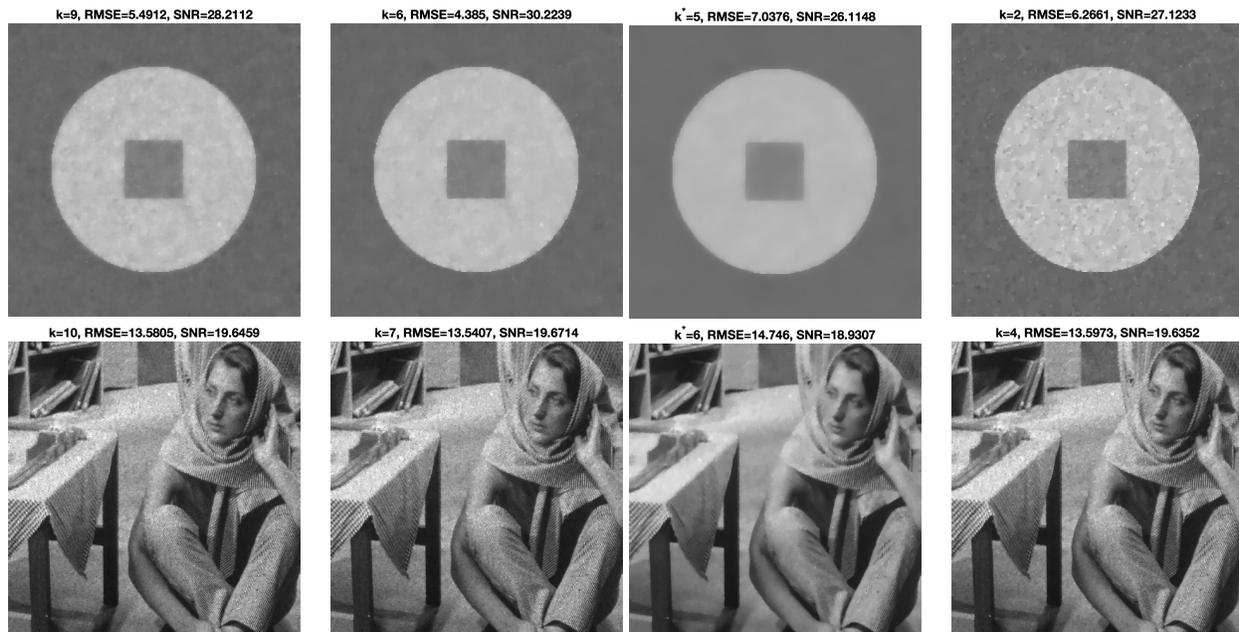 k=9, RMSE=5.4912, SNR=28.2112
k=6, RMSE=4.385, SNR=30.2239
k*=5, RMSE=7.0376, SNR=26.1148
k=2, RMSE=6.2661, SNR=27.1233
k=10, RMSE=13.5805, SNR=19.6459
k=7, RMSE=13.5407, SNR=19.6714
k*=6, RMSE=14.746, SNR=18.9307
k=4, RMSE=13.5973, SNR=19.6352